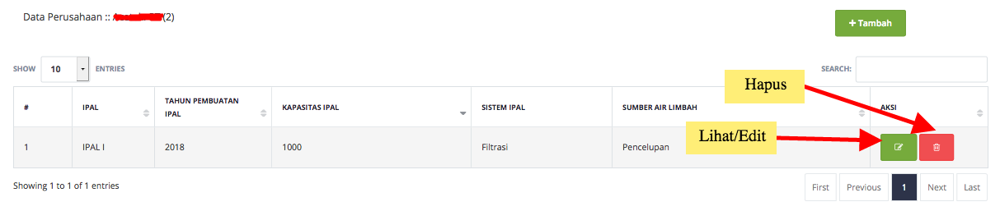 Data Perusahaan :: (2)
+ Tambah
SHOW 10 ENTRIES
SEARCH:
Hapus
# IPAL TAHUN PEMBUATAN IPAL KAPASITAS IPAL SISTEM IPAL SUMBER AIR LIMBAH AKSI
Lihat/Edit
1 IPAL I 2018 1000 Filtrasi Pencelupan
Showing 1 to 1 of 1 entries
First Previous 1 Next Last